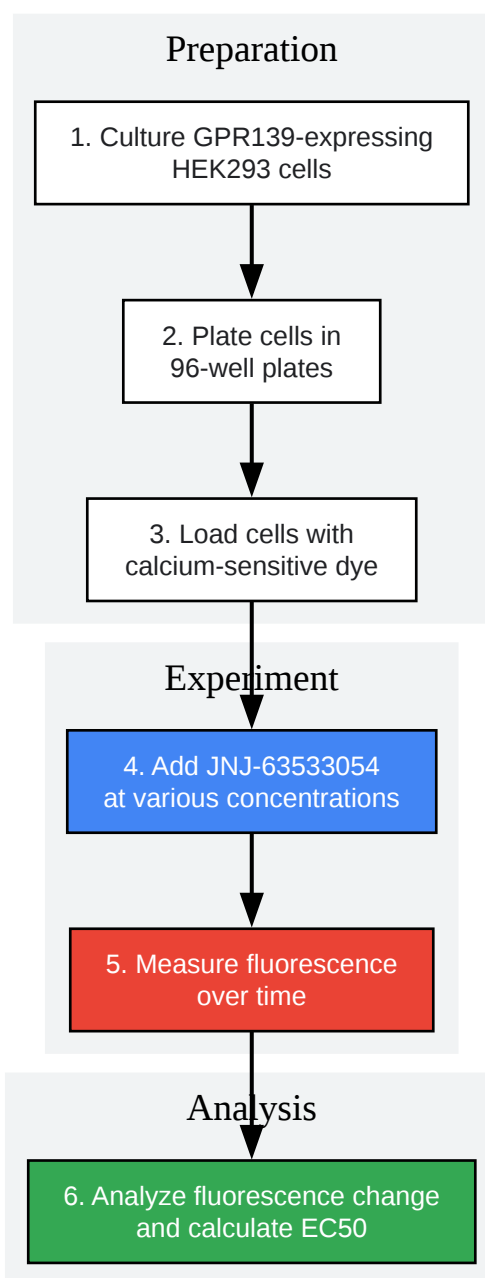 Preparation
1. Culture GPR139-expressing
HEK293 cells
2. Plate cells in
96-well plates
3. Load cells with
calcium-sensitive dye
Experiment
4. Add JNJ-63533054
at various concentrations
5. Measure fluorescence
over time
Analysis
6. Analyze fluorescence change
and calculate EC50